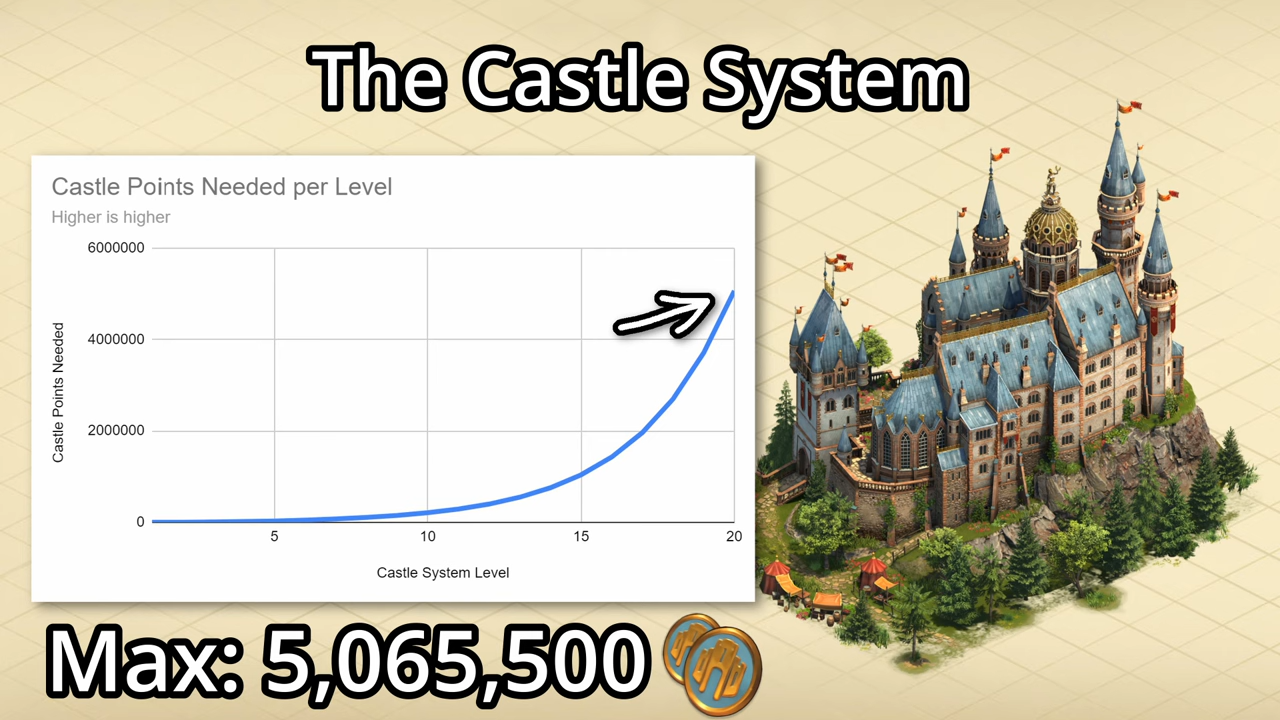 The Castle System
Castle Points Needed per Level
Higher is higher
6000000
4000000
2000000
0
Castle Points Needed
5
10
15
20
Castle System Level
Max: 5,065,500